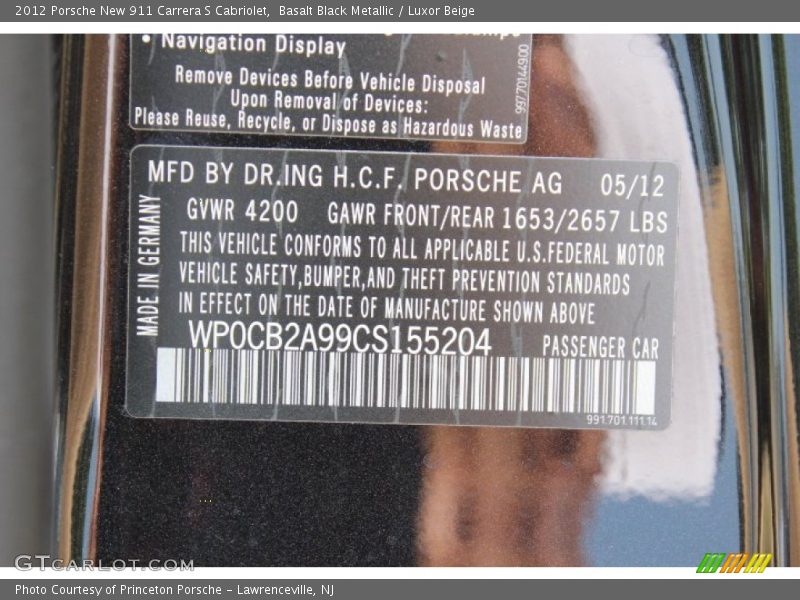 2012 Porsche New 911 Carrera S Cabriolet,  Basalt Black Metallic / Luxor Beige
• Navigation Display
Remove Devices Before Vehicle Disposal
Upon Removal of Devices:
Please Reuse, Recycle, or Dispose as Hazardous Waste
997.701.449.00
MFD BY DR.ING H.C.F. PORSCHE AG 05/12
GVWR 4200 GAWR FRONT/REAR 1653/2657 LBS
THIS VEHICLE CONFORMS TO ALL APPLICABLE U.S.FEDERAL MOTOR
VEHICLE SAFETY,BUMPER,AND THEFT PREVENTION STANDARDS
IN EFFECT ON THE DATE OF MANUFACTURE SHOWN ABOVE
MADE IN GERMANY
WP0CB2A99CS155204 PASSENGER CAR
991.701.111.14
GTCARLOT.COM
Photo Courtesy of Princeton Porsche – Lawrenceville, NJ